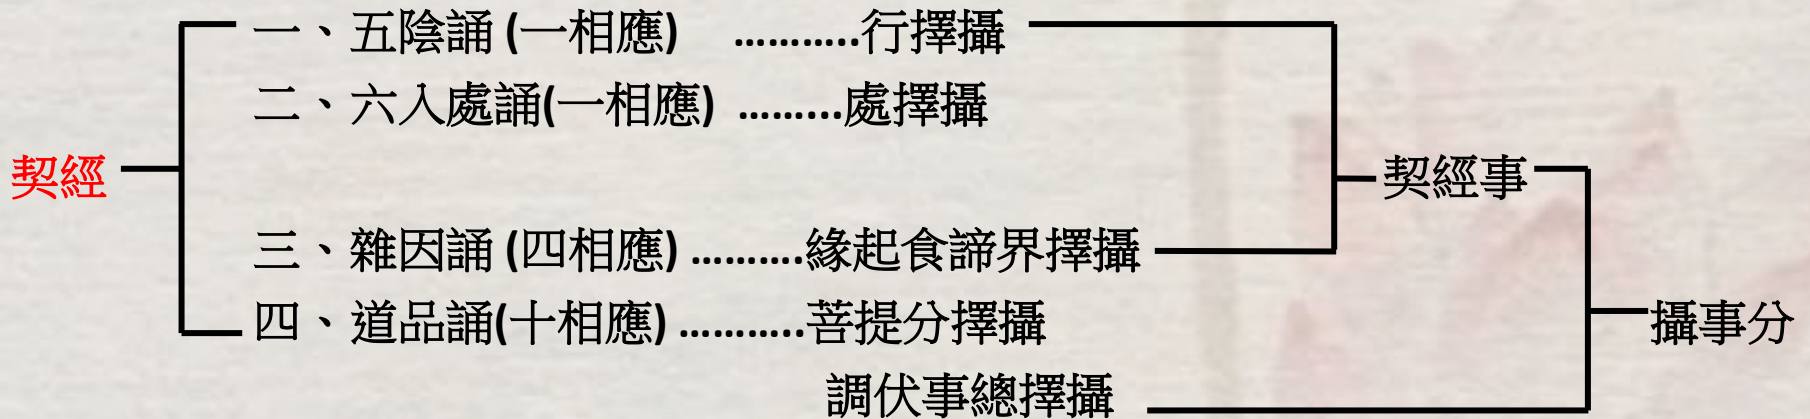 一、五陰誦 (一相應) ...........行擇攝
二、六入處誦(一相應) .........處擇攝
契經
契經事
三、雜因誦 (四相應) ..........緣起食諦界擇攝
四、道品誦(十相應) ...........菩提分擇攝
攝事分
調伏事總擇攝